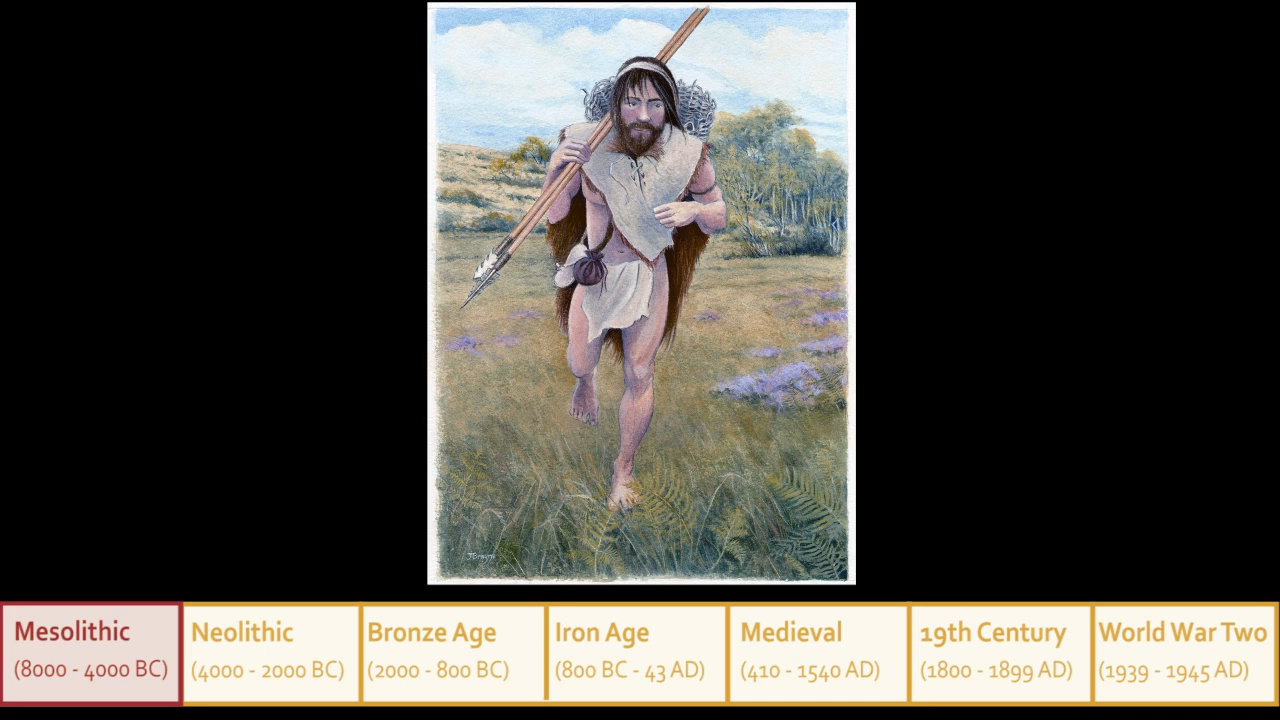 Mesolithic
(8000 - 4000 BC)
Neolithic
(4000 - 2000 BC)
Bronze Age
(2000 - 800 BC)
Iron Age
(800 BC - 43 AD)
Medieval
(410 - 1540 AD)
19th Century
(1800 - 1899 AD)
World War Two
(1939 - 1945 AD)